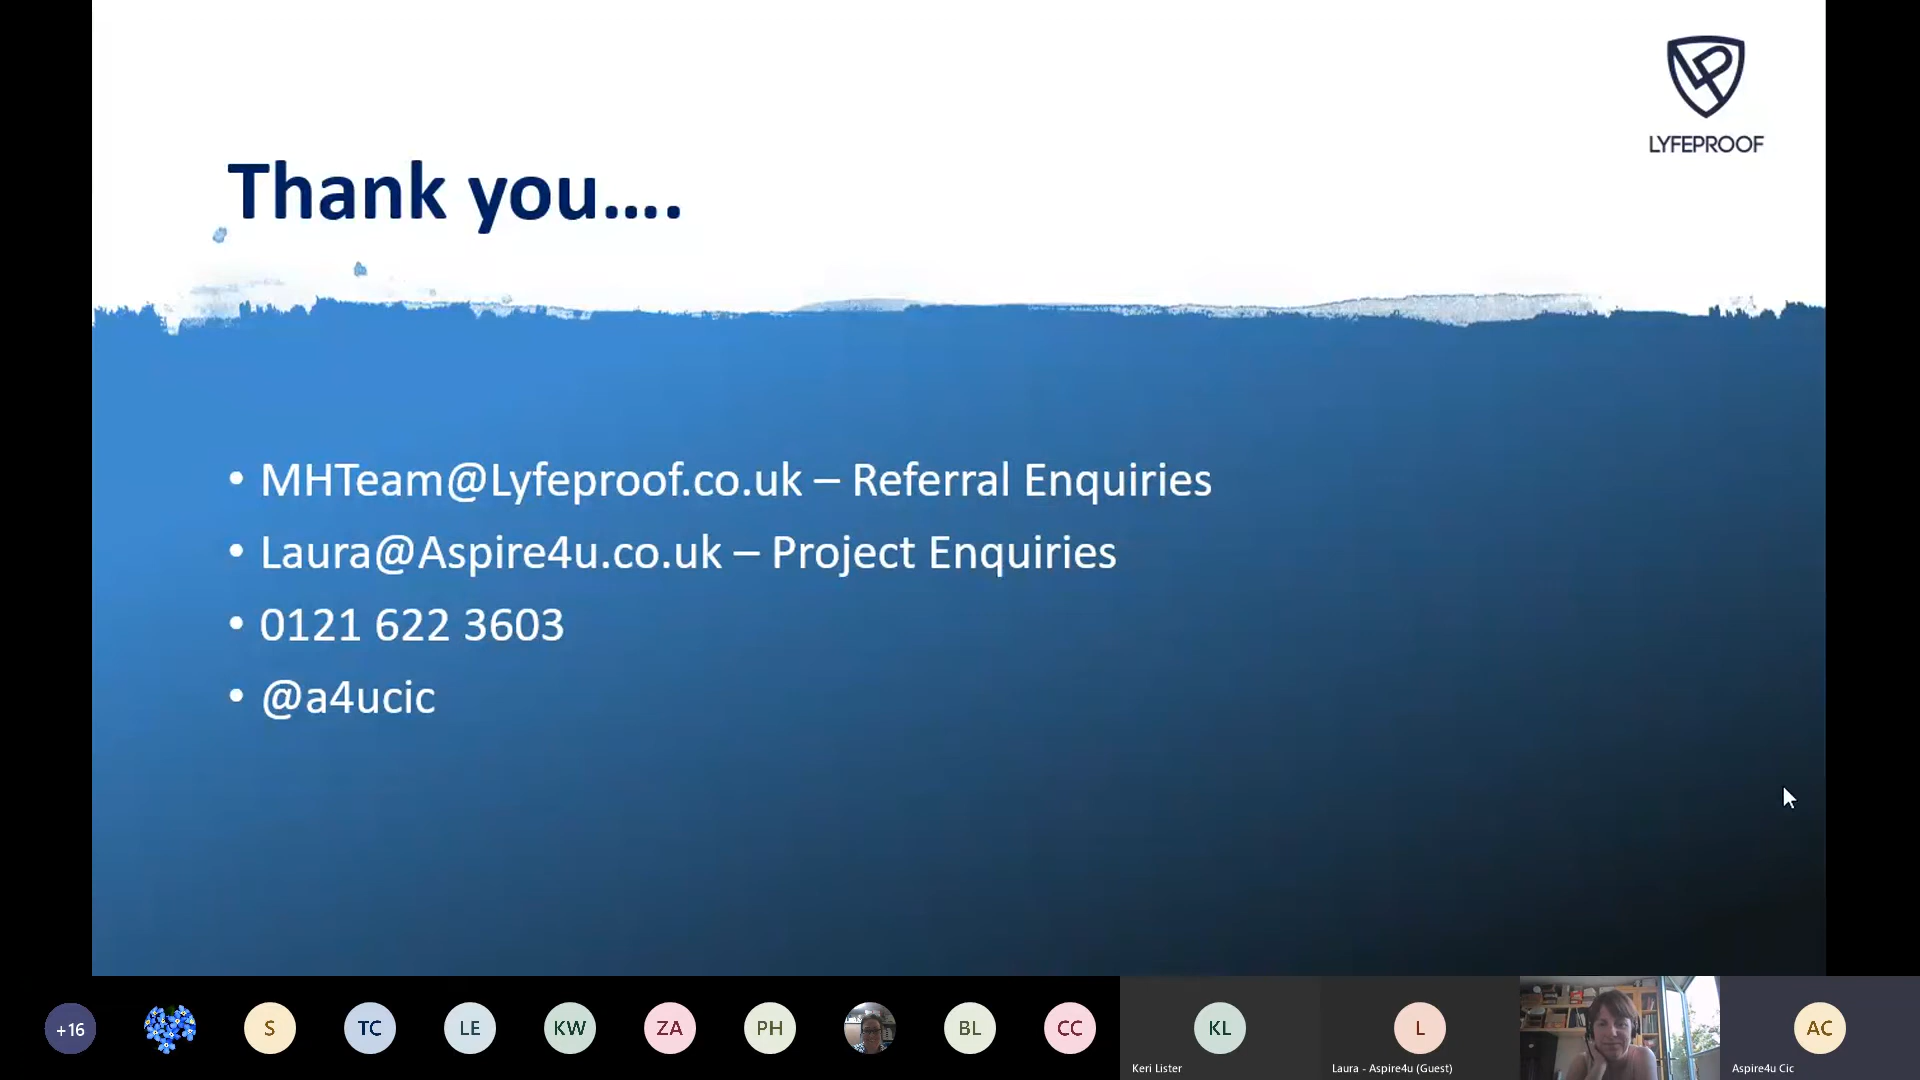 LYFEPROOF
Thank you....
• MHTeam@Lyfeproof.co.uk – Referral Enquiries
• Laura@Aspire4u.co.uk – Project Enquiries
• 0121 622 3603
• @a4ucic
+16
S
TC
LE
KW
ZA
PH
BL
CC
KL
Keri Lister
L
Laura - Aspire4u (Guest)
AC
Aspire4u Cic